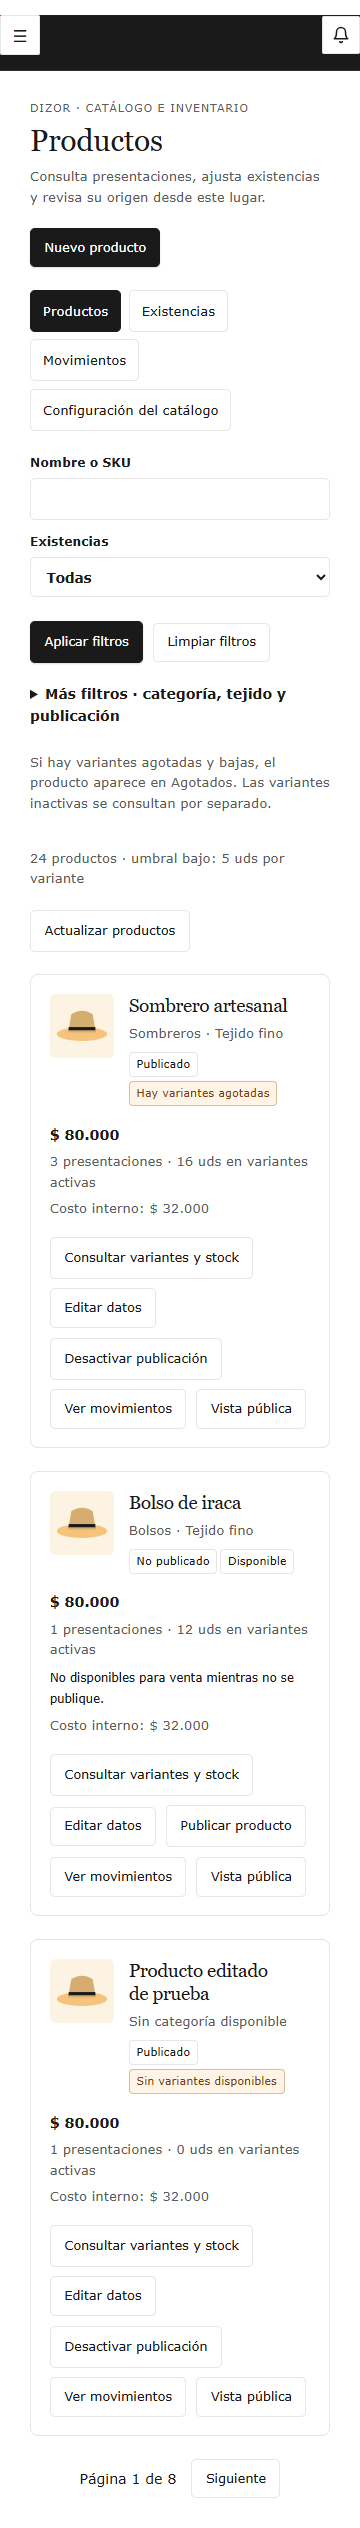 ☰
DIZOR · CATÁLOGO E INVENTARIO
Productos
Consulta presentaciones, ajusta existencias
y revisa su origen desde este lugar.
Nuevo producto
Productos
Existencias
Movimientos
Configuración del catálogo
Nombre o SKU
Existencias
Todas
Aplicar filtros
Limpiar filtros
▶ Más filtros · categoría, tejido y
publicación
Si hay variantes agotadas y bajas, el
producto aparece en Agotados. Las variantes
inactivas se consultan por separado.
24 productos · umbral bajo: 5 uds por
variante
Actualizar productos
Sombrero artesanal
Sombreros · Tejido fino
Publicado
Hay variantes agotadas
$ 80.000
3 presentaciones · 16 uds en variantes
activas
Costo interno: $ 32.000
Consultar variantes y stock
Editar datos
Desactivar publicación
Ver movimientos
Vista pública
Bolso de iraca
Bolsos · Tejido fino
No publicado
Disponible
$ 80.000
1 presentaciones · 12 uds en variantes
activas
No disponibles para venta mientras no se
publique.
Costo interno: $ 32.000
Consultar variantes y stock
Editar datos
Publicar producto
Ver movimientos
Vista pública
Producto editado
de prueba
Sin categoría disponible
Publicado
Sin variantes disponibles
$ 80.000
1 presentaciones · 0 uds en variantes
activas
Costo interno: $ 32.000
Consultar variantes y stock
Editar datos
Desactivar publicación
Ver movimientos
Vista pública
Página 1 de 8
Siguiente